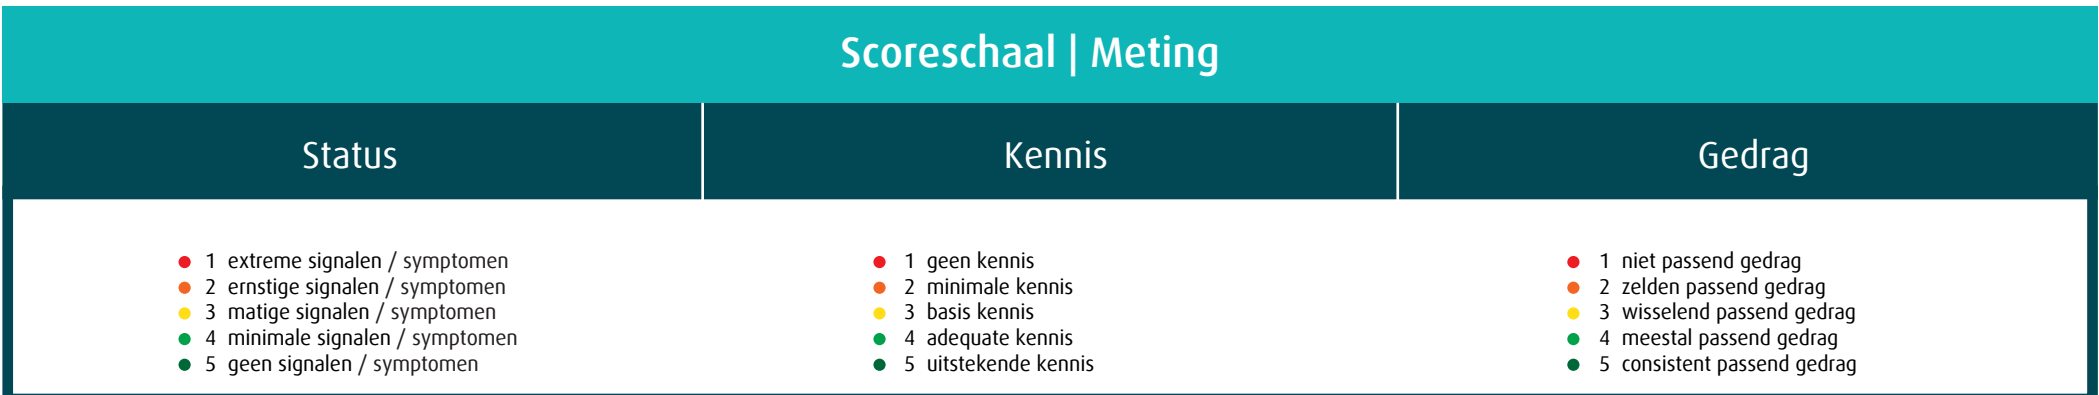 Scoreschaal | Meting
Status
Kennis
Gedrag
1 extreme signalen / symptomen
2 ernstige signalen / symptomen
3 matige signalen / symptomen
4 minimale signalen / symptomen
5 geen signalen / symptomen
1 geen kennis
2 minimale kennis
3 basis kennis
4 adequate kennis
5 uitstekende kennis
1 niet passend gedrag
2 zelden passend gedrag
3 wisselend passend gedrag
4 meestal passend gedrag
5 consistent passend gedrag